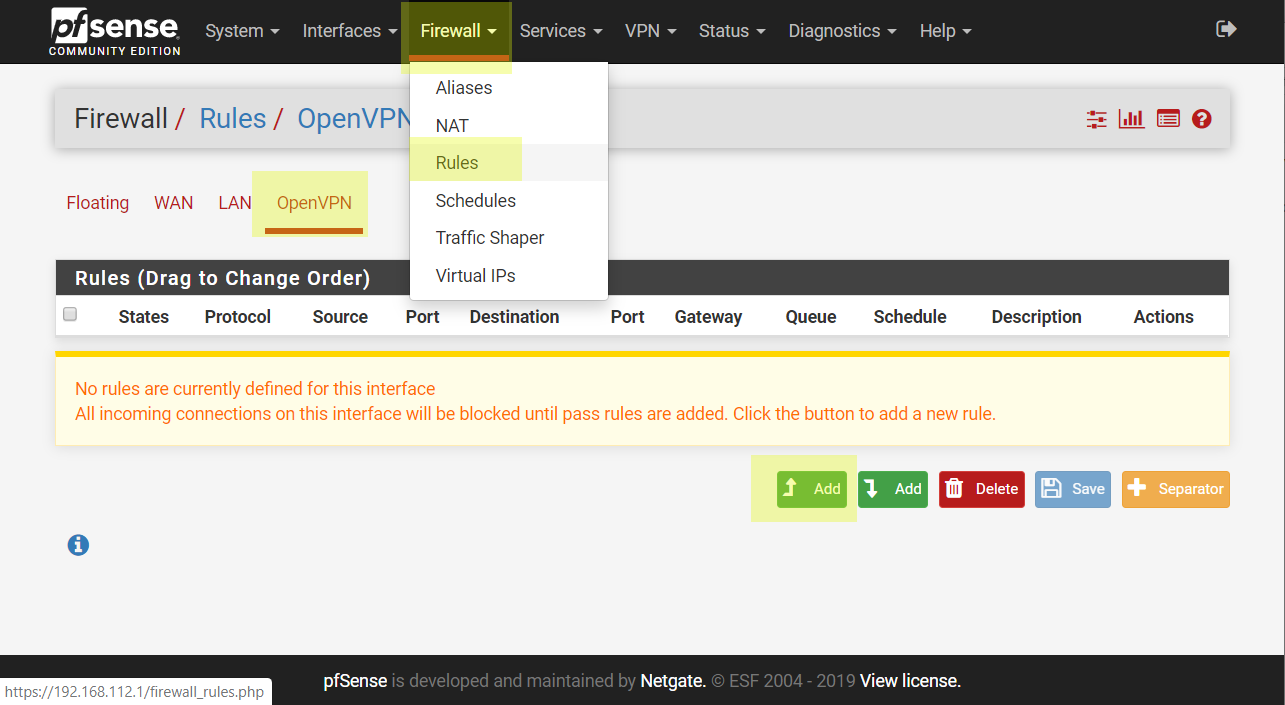 pfsense
COMMUNITY EDITION
System Interfaces Firewall Services VPN Status Diagnostics Help
Aliases
NAT
Rules
Schedules
Traffic Shaper
Virtual IPs
Firewall / Rules / OpenVPN
Floating WAN LAN OpenVPN
Rules (Drag to Change Order)
States Protocol Source Port Destination Port Gateway Queue Schedule Description Actions
No rules are currently defined for this interface
All incoming connections on this interface will be blocked until pass rules are added. Click the button to add a new rule.
Add Add Delete Save Separator
pfSense is developed and maintained by Netgate. © ESF 2004 - 2019 View license.
https://192.168.112.1/firewall_rules.php